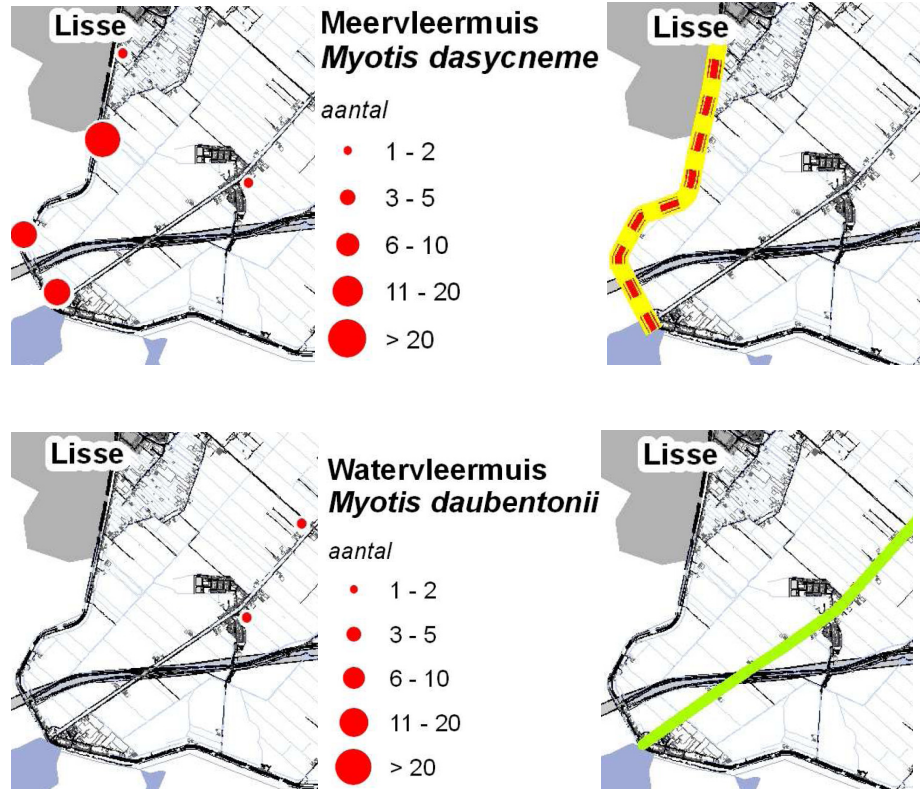 Lisse
Meervleermuis
Myotis dasycneme
aantal
1 - 2
3 - 5
6 - 10
11 - 20
> 20
Lisse
Lisse
Watervleermuis
Myotis daubentonii
aantal
1 - 2
3 - 5
6 - 10
11 - 20
> 20
Lisse